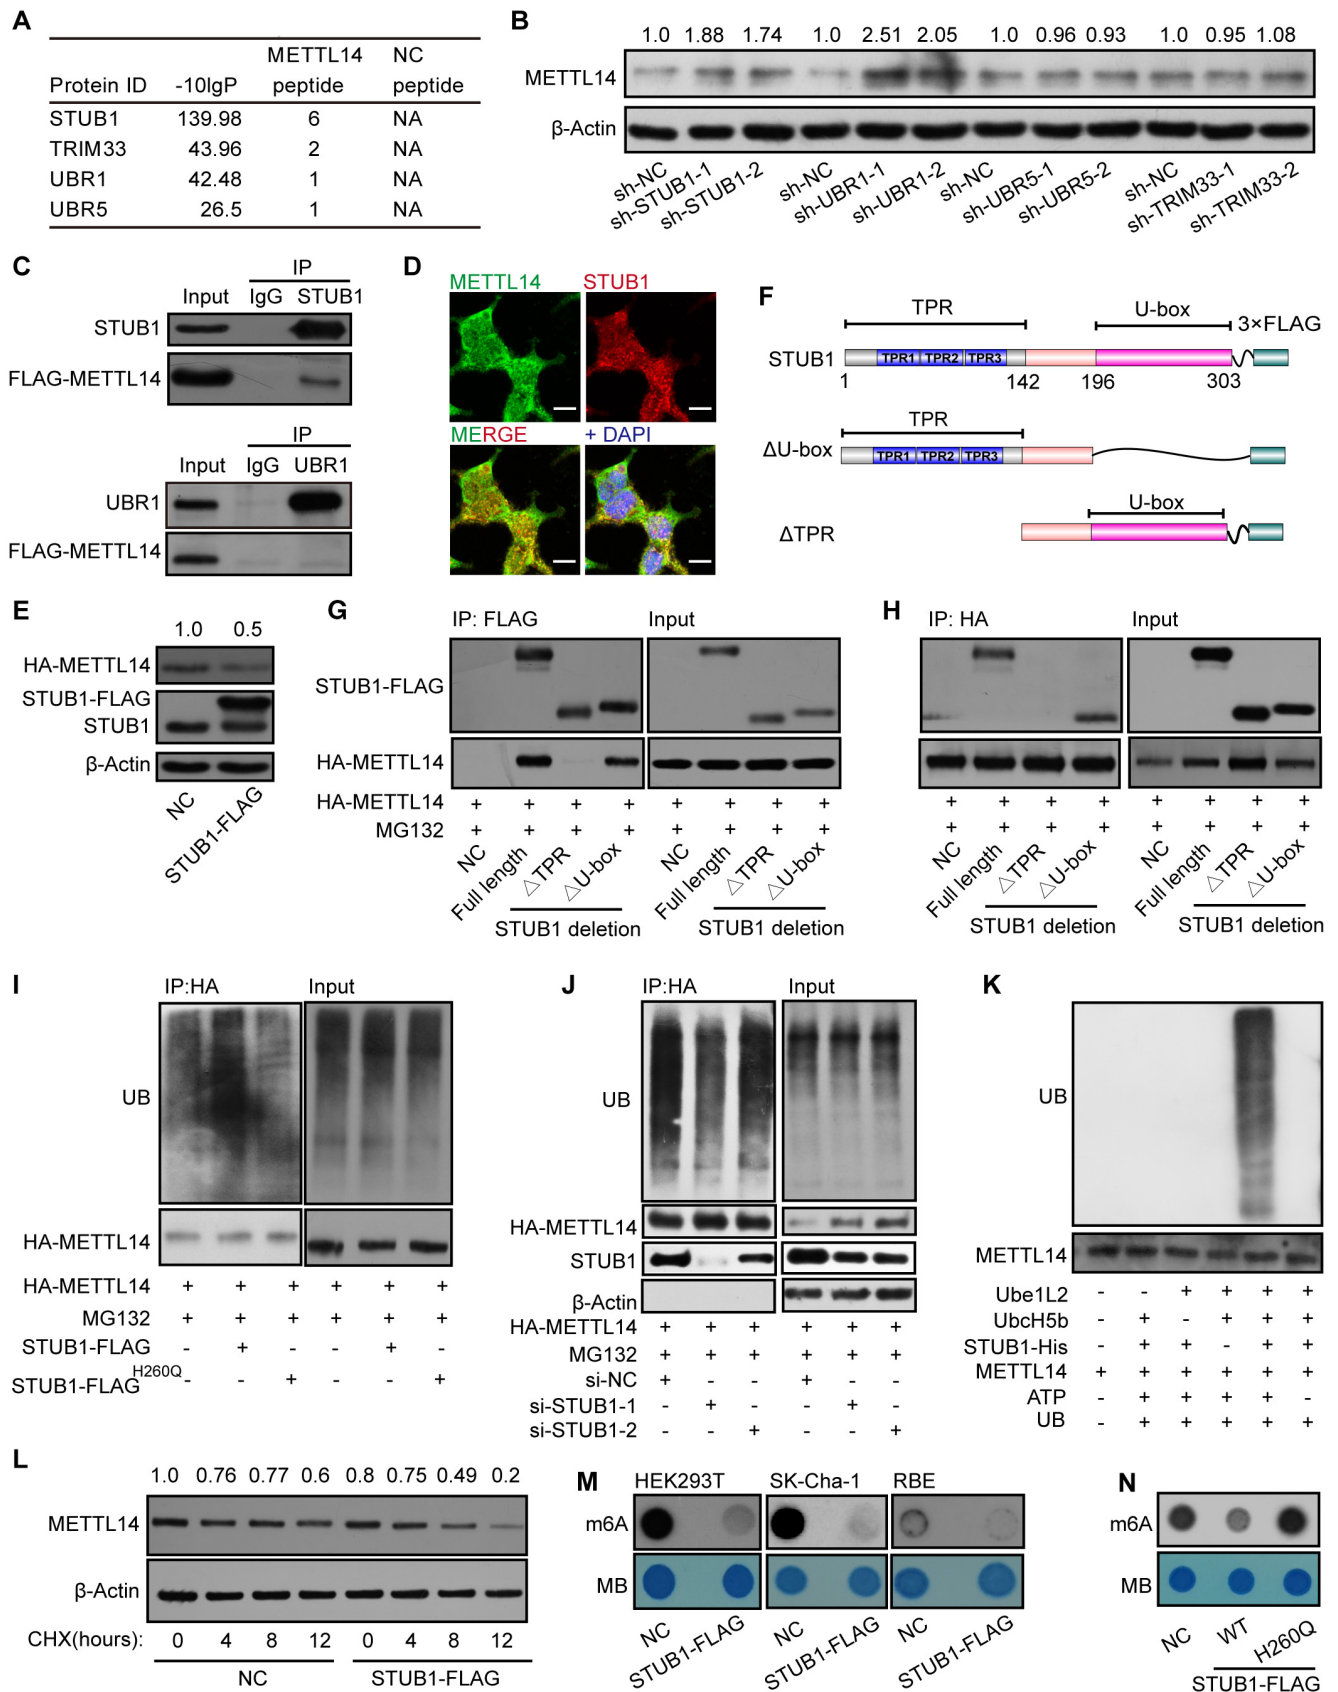 A
Protein ID -10lgP METTL14 peptide NC peptide
STUB1 139.98 6 NA
TRIM33 43.96 2 NA
UBR1 42.48 1 NA
UBR5 26.5 1 NA
B
1.0 1.88 1.74 1.0 2.51 2.05 1.0 0.96 0.93 1.0 0.95 1.08
METTL14
β-Actin
sh-NC sh-STUB1-1 sh-STUB1-2 sh-NC sh-UBR1-1 sh-UBR1-2 sh-NC sh-UBR5-1 sh-UBR5-2 sh-NC sh-TRIM33-1 sh-TRIM33-2
C
IP
Input IgG STUB1
STUB1
FLAG-METTL14
IP
Input IgG UBR1
UBR1
FLAG-METTL14
D
METTL14 STUB1
MERGE + DAPI
F
TPR U-box 3×FLAG
STUB1 TPR1 TPR2 TPR3
1 142 196 303
TPR
ΔU-box TPR1 TPR2 TPR3
U-box
ΔTPR
E
1.0 0.5
HA-METTL14
STUB1-FLAG
STUB1
β-Actin
NC STUB1-FLAG
G
IP: FLAG Input
STUB1-FLAG
HA-METTL14
HA-METTL14 + + + + + + + +
MG132 + + + + + + + +
NC Full length △TPR △U-box NC Full length △TPR △U-box
STUB1 deletion STUB1 deletion
H
IP: HA Input
+ + + + + + + +
+ + + + + + + +
NC Full length △TPR △U-box NC Full length △TPR △U-box
STUB1 deletion STUB1 deletion
I
IP:HA Input
UB
HA-METTL14
HA-METTL14 + + + + + +
MG132 + + + + + +
STUB1-FLAG - + - - + -
STUB1-FLAG H260Q - - + - - +
J
IP:HA Input
UB
HA-METTL14
STUB1
β-Actin
HA-METTL14 + + + + + +
MG132 + + + + + +
si-NC + - - + - -
si-STUB1-1 - + - - + -
si-STUB1-2 - - + - - +
K
UB
METTL14
Ube1L2 - - + + + +
UbcH5b - + - + + +
STUB1-His - + + - + +
METTL14 + + + + + +
ATP - + + + + -
UB - + + + + +
L
1.0 0.76 0.77 0.6 0.8 0.75 0.49 0.2
METTL14
β-Actin
CHX(hours): 0 4 8 12 0 4 8 12
NC STUB1-FLAG
M
HEK293T SK-Cha-1 RBE
m6A
MB
NC STUB1-FLAG NC STUB1-FLAG NC STUB1-FLAG
N
m6A
MB
NC WT H260Q
STUB1-FLAG